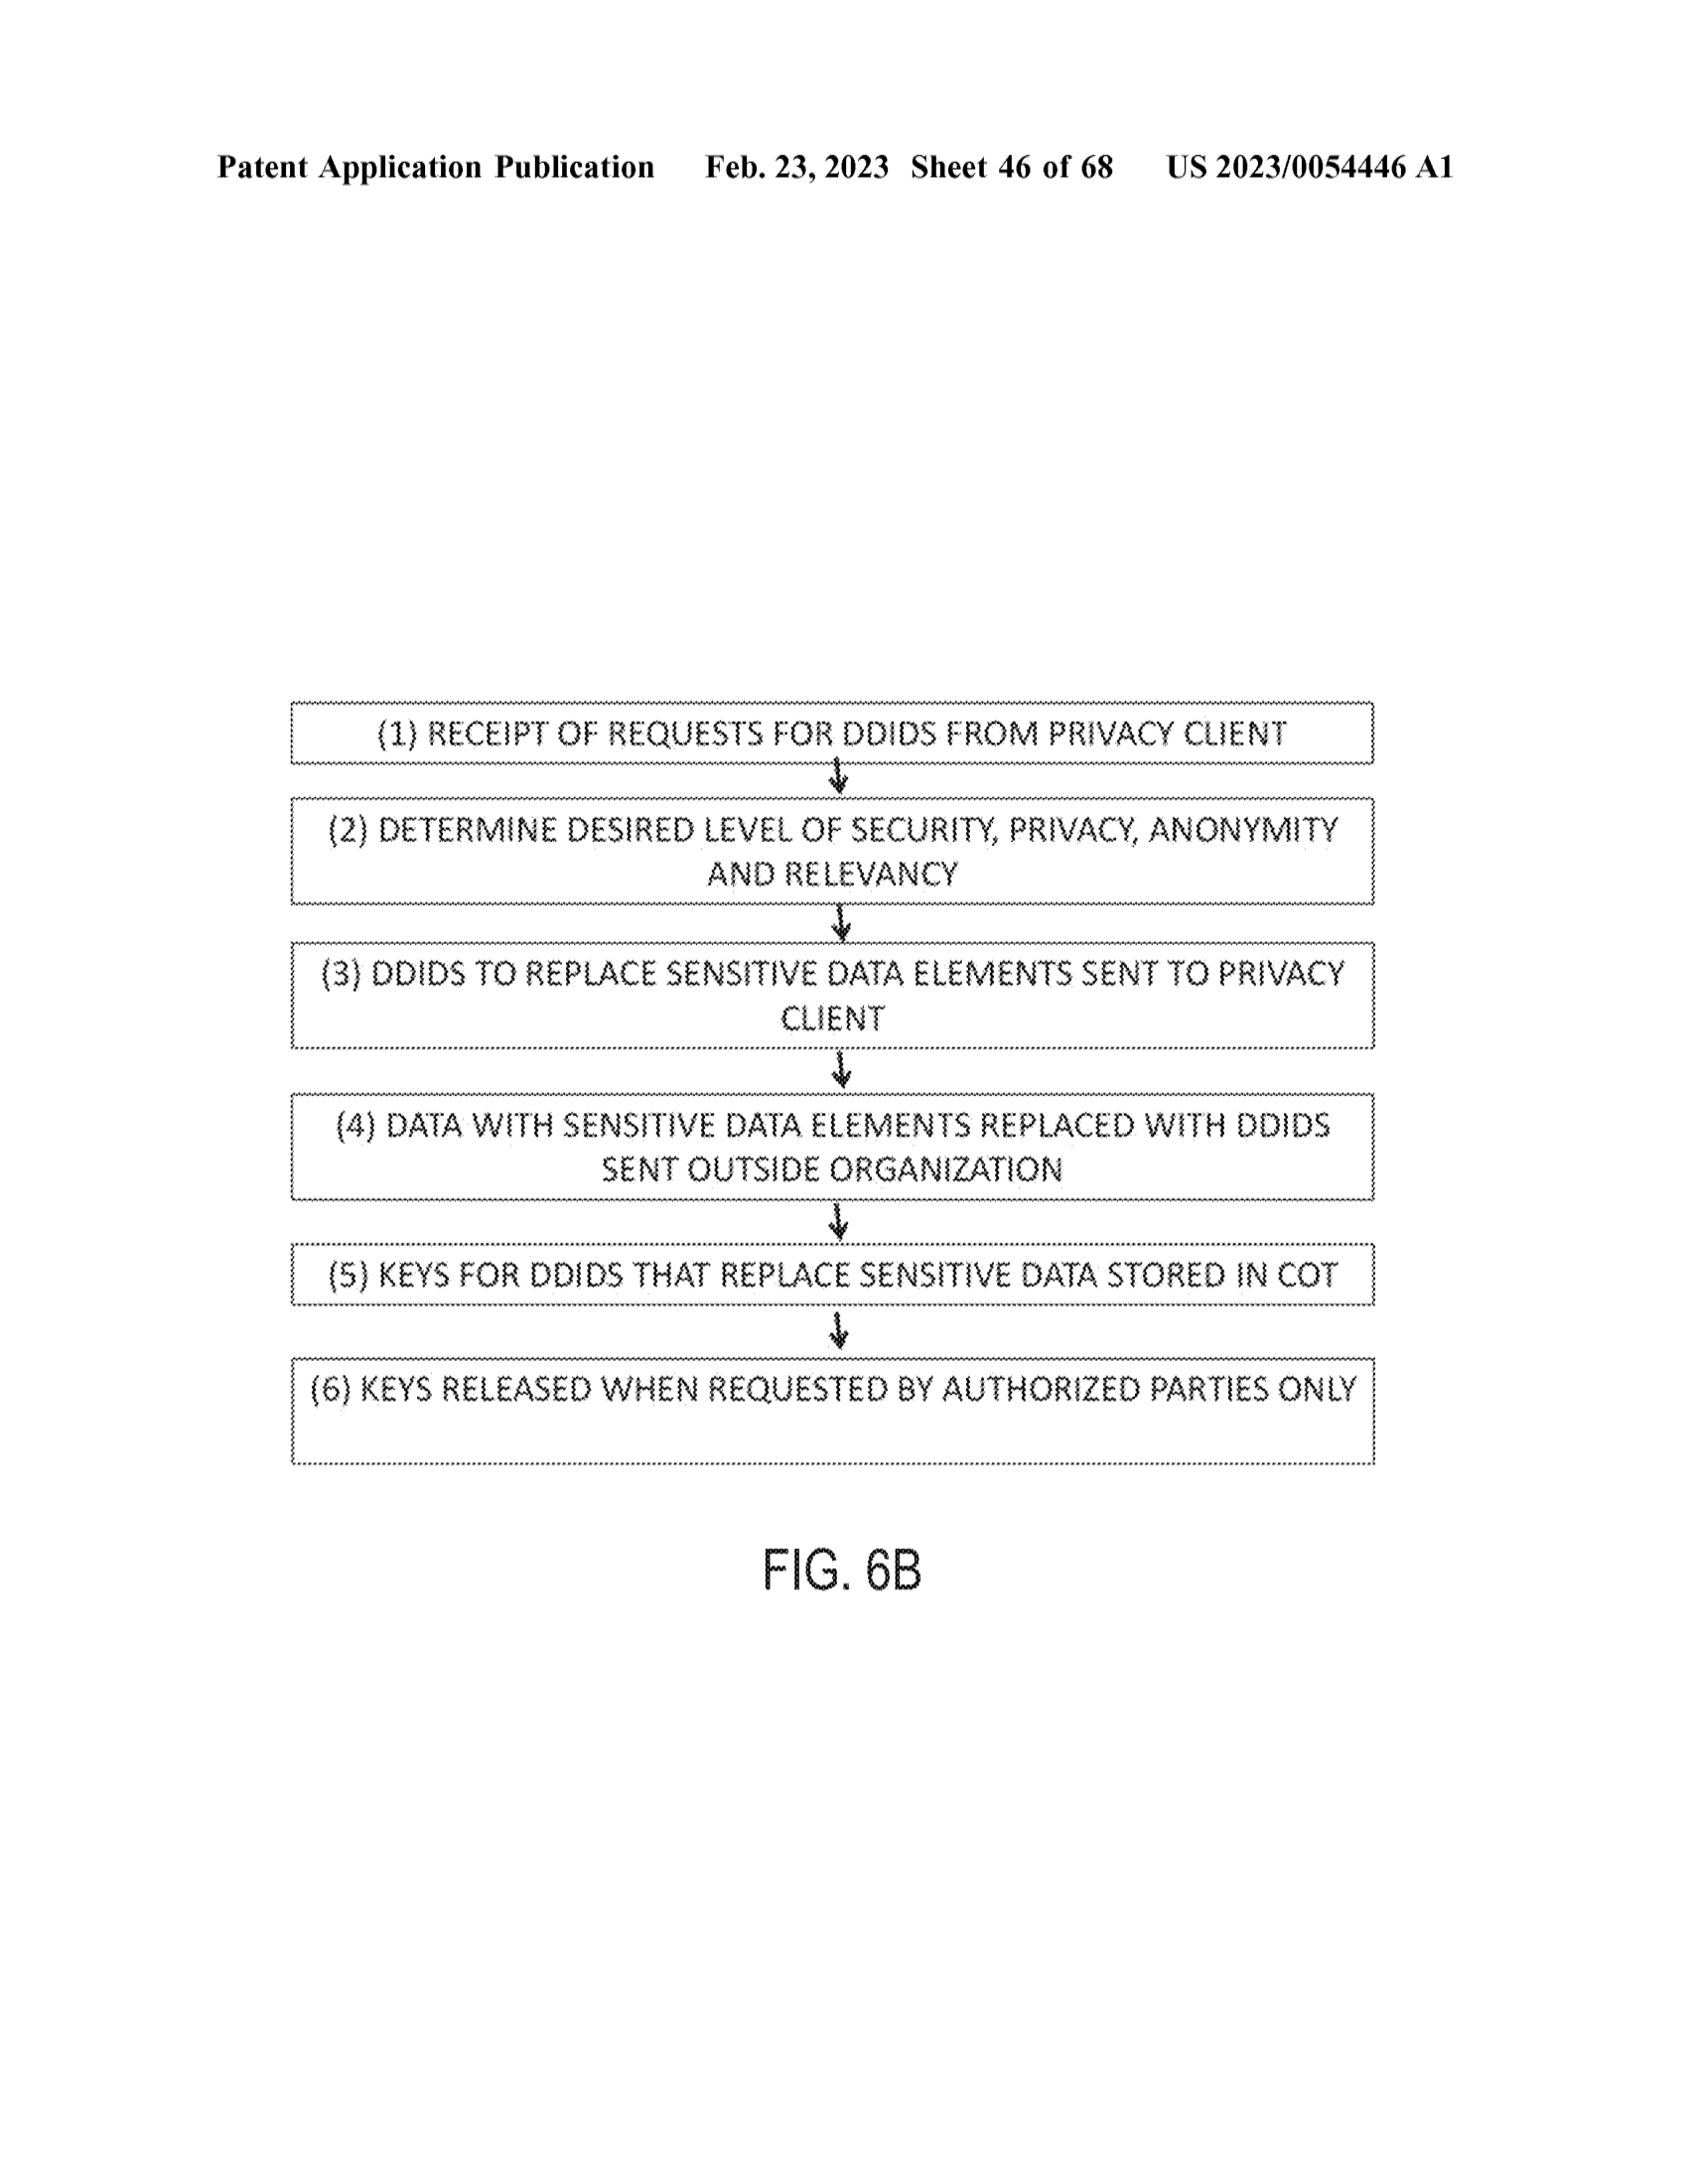 Patent Application Publication Feb. 23, 2023 Sheet 46 of 68 US 2023/0054446 A1
(1) RECEIPT OF REQUESTS FOR DDIDS FROM PRIVACY CLIENT
(2) DETERMINE DESIRED LEVEL OF SECURITY, PRIVACY, ANONYMITY
AND RELEVANCY
(3) DDIDS TO REPLACE SENSITIVE DATA ELEMENTS SENT TO PRIVACY
CLIENT
(4) DATA WITH SENSITIVE DATA ELEMENTS REPLACED WITH DDIDS
SENT OUTSIDE ORGANIZATION
(5) KEYS FOR DDIDS THAT REPLACE SENSITIVE DATA STORED IN COT
(6) KEYS RELEASED WHEN REQUESTED BY AUTHORIZED PARTIES ONLY
FIG. 6B